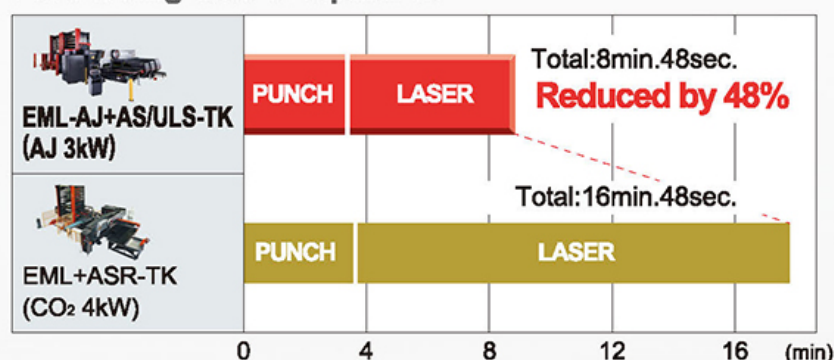 Total:8min.48sec.
PUNCH LASER Reduced by 48%
EML-AJ+AS/ULS-TK
(AJ 3kW)
Total:16min.48sec.
PUNCH LASER
EML+ASR-TK
(CO₂ 4kW)
0 4 8 12 16 (min)